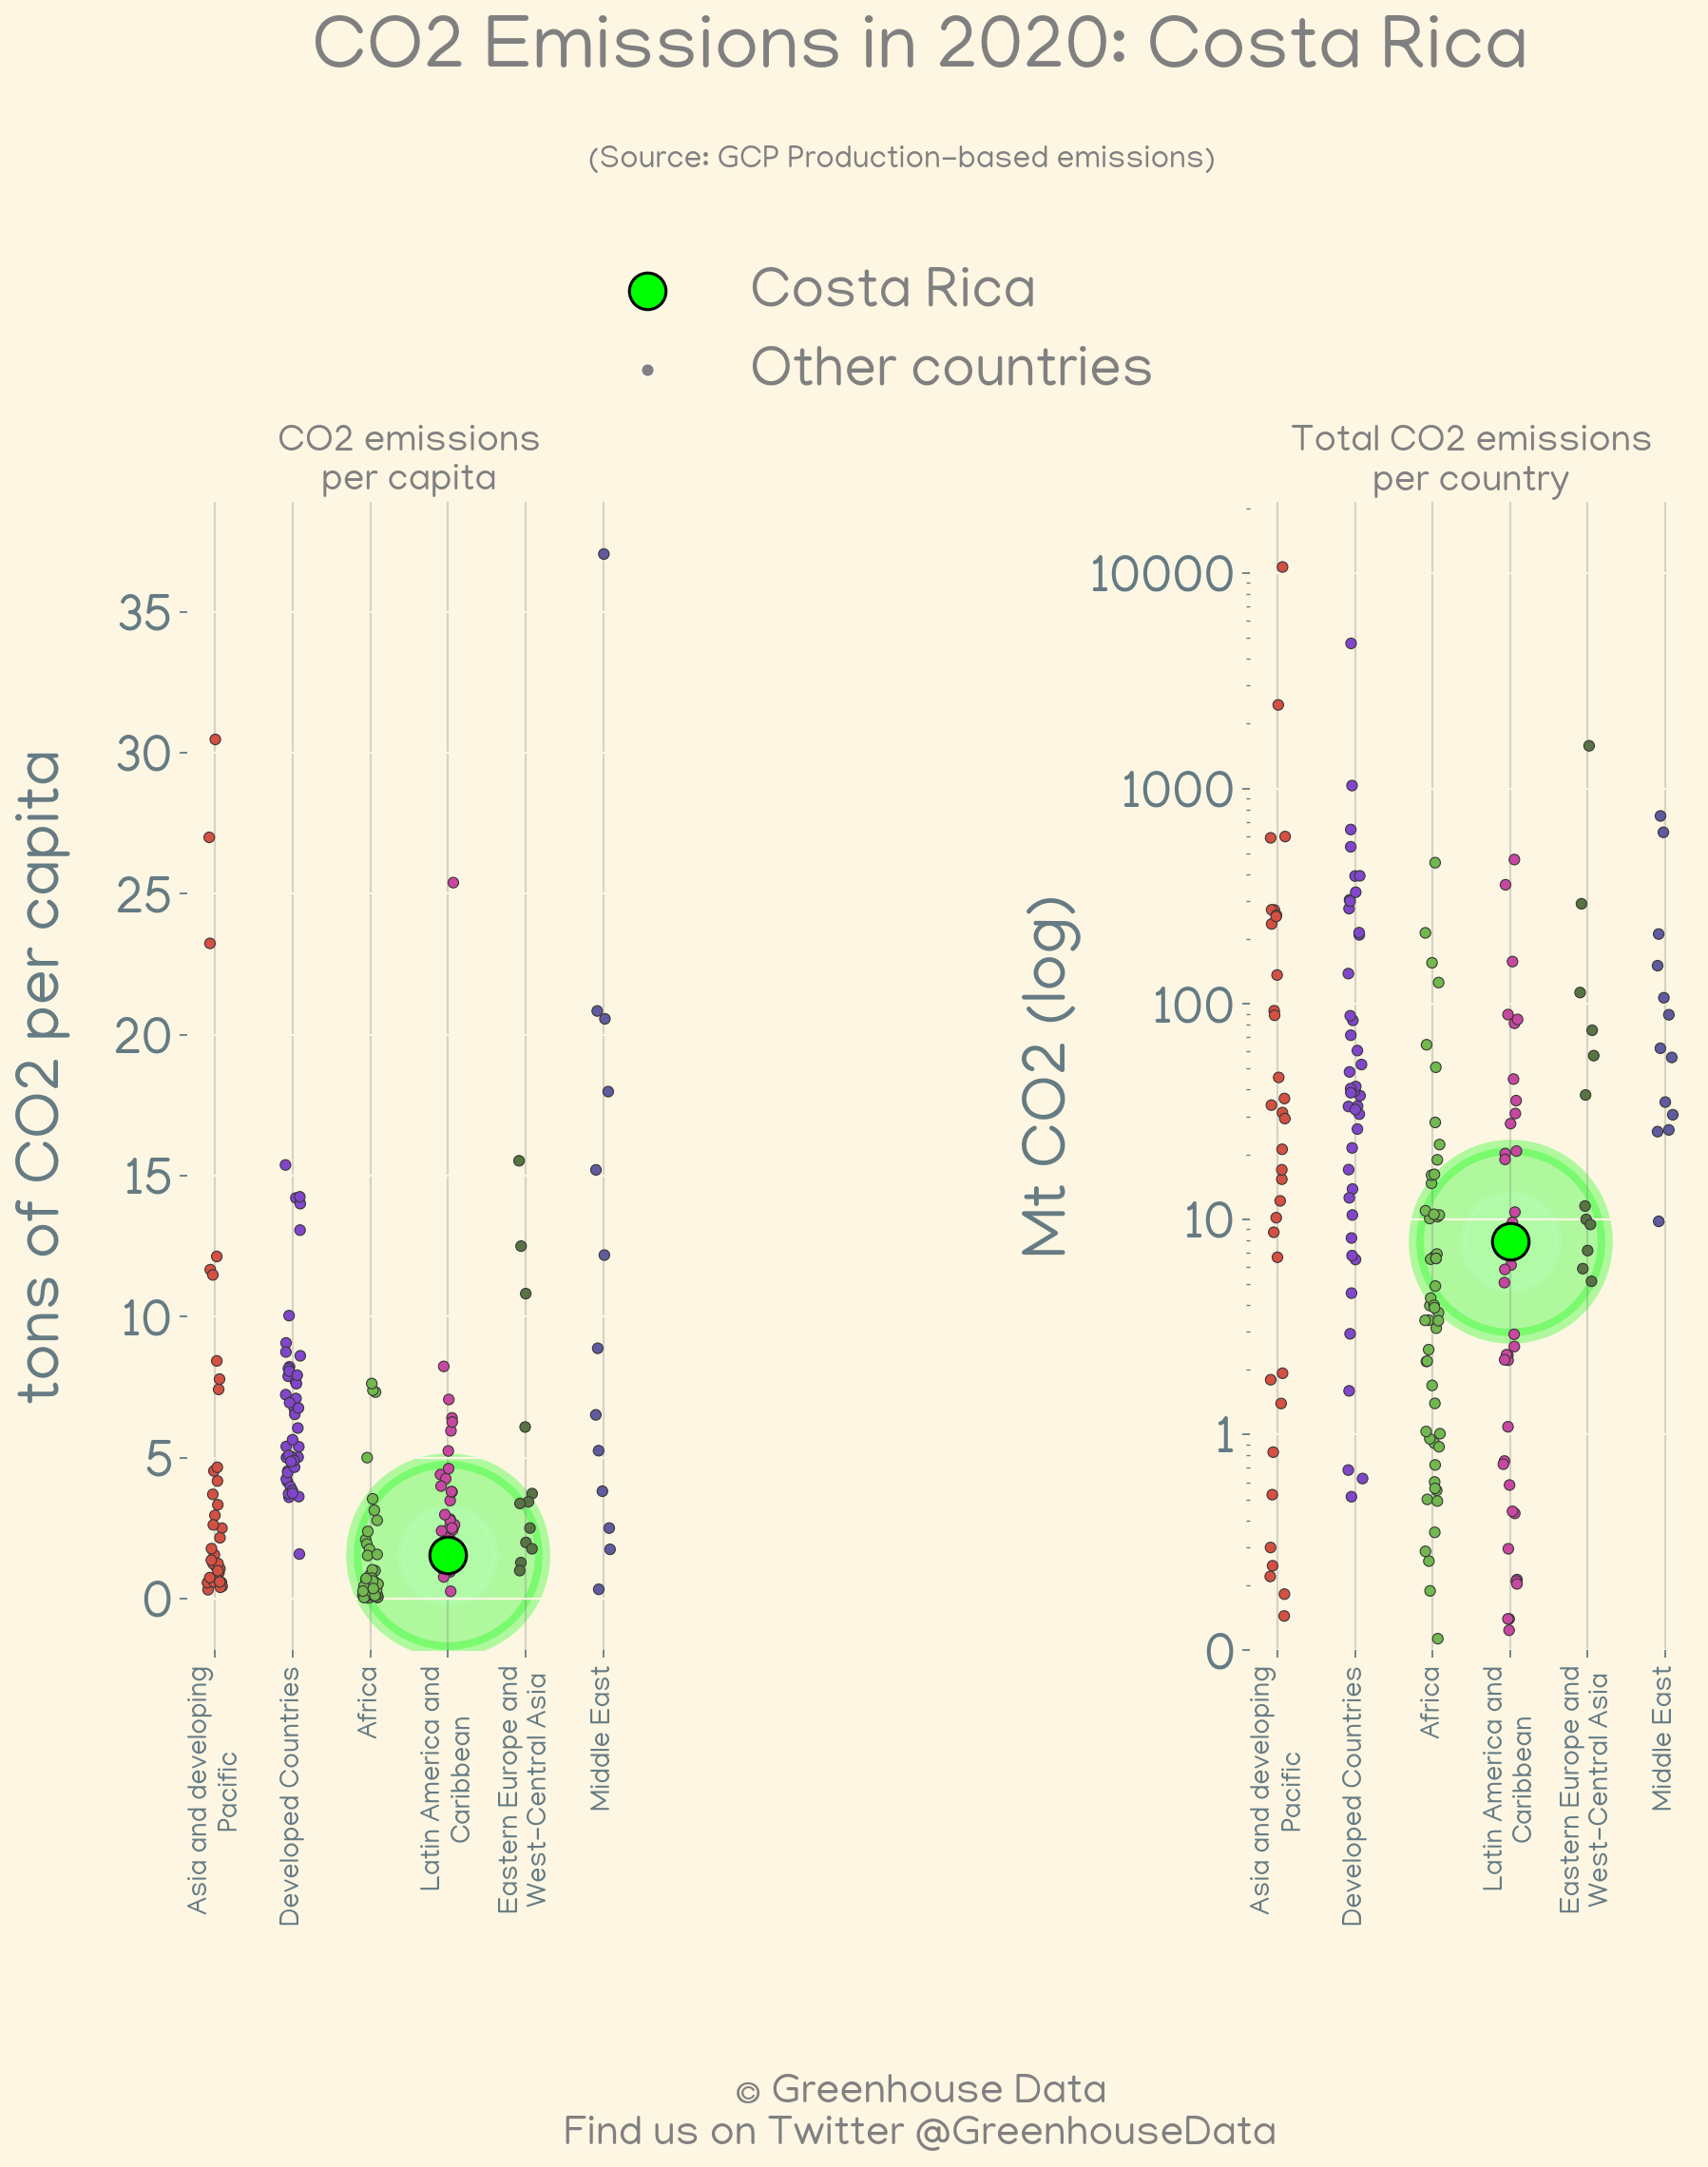 CO2 Emissions in 2020: Costa Rica
(Source: GCP Production-based emissions)
Costa Rica
Other countries
CO2 emissions
per capita
tons of CO2 per capita
35
30
25
20
15
10
5
0
Asia and developing
Pacific
Developed Countries
Africa
Latin America and
Caribbean
Eastern Europe and
West-Central Asia
Middle East
Total CO2 emissions
per country
Mt CO2 (log)
10000
1000
100
10
1
0
Asia and developing
Pacific
Developed Countries
Africa
Latin America and
Caribbean
Eastern Europe and
West-Central Asia
Middle East
© Greenhouse Data
Find us on Twitter @GreenhouseData